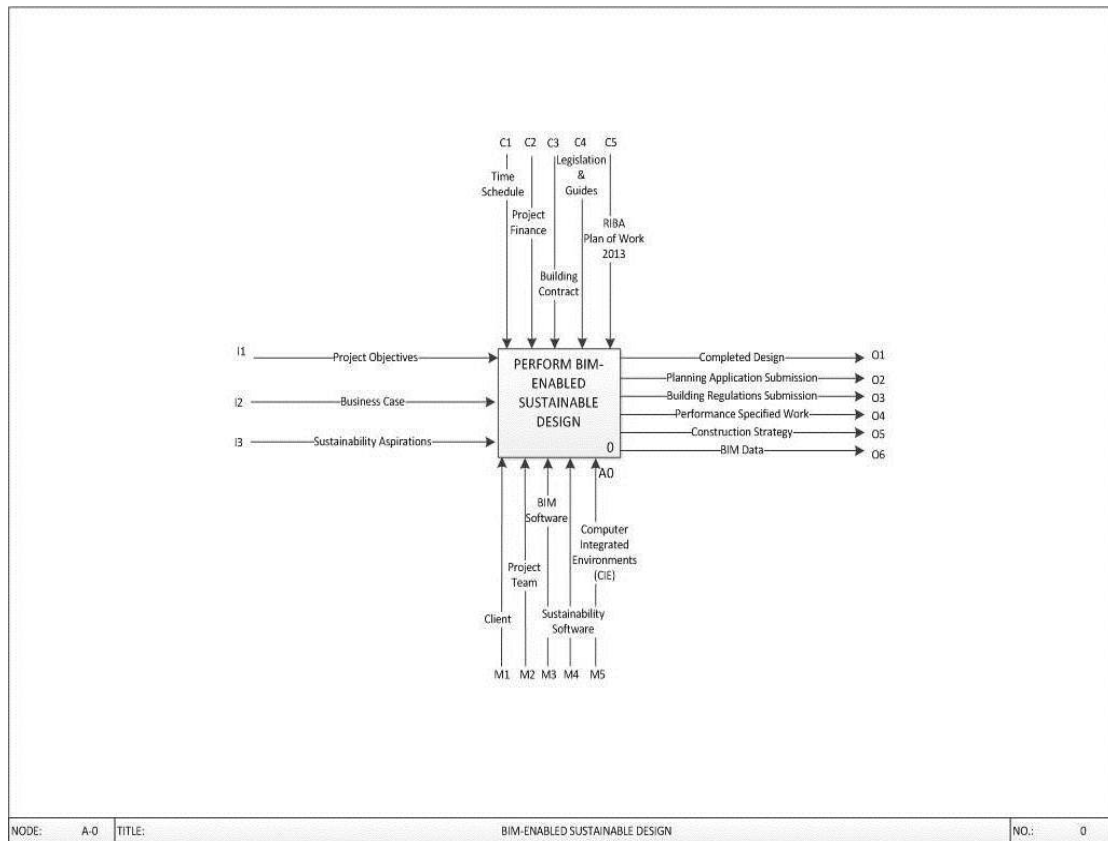 C1 C2 C3 C4 C5
Time
Schedule
Project
Finance
Building
Contract
Legislation
&
Guides
RIBA
Plan of Work
2013
I1
Project Objectives
I2
Business Case
I3
Sustainability Aspirations
PERFORM BIM-
ENABLED
SUSTAINABLE
DESIGN
0
A0
Completed Design
O1
Planning Application Submission
O2
Building Regulations Submission
O3
Performance Specified Work
O4
Construction Strategy
O5
BIM Data
O6
Client
Project
Team
BIM
Software
Sustainability
Software
Computer
Integrated
Environments
(CIE)
M1 M2 M3 M4 M5
NODE: A-0 TITLE: BIM-ENABLED SUSTAINABLE DESIGN NO.: 0